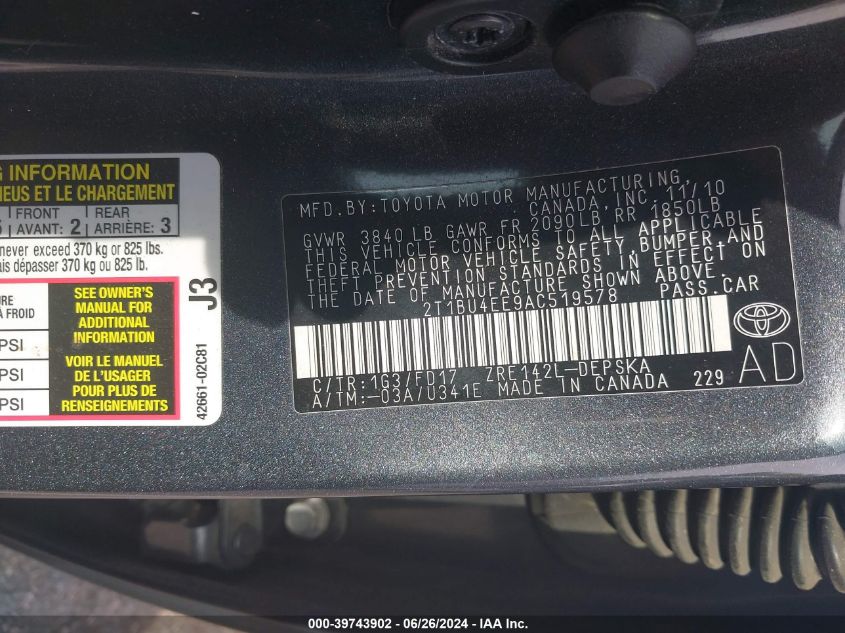 G INFORMATION
NEUS ET LE CHARGEMENT
5 FRONT 2 REAR 3
AVANT: ARRIÈRE:
never exceed 370 kg or 825 lbs.
ais dépasser 370 kg ou 825 lb.
URE
À FROID
PSI
PSI
PSI
SEE OWNER'S
MANUAL FOR
ADDITIONAL
INFORMATION
VOIR LE MANUEL
DE L'USAGER
POUR PLUS DE
RENSEIGNEMENTS
J3
42661-02C81
MFD. BY: TOYOTA MOTOR MANUFACTURING,
CANADA, INC. 11/10
GVWR 3840 LB GAWR FR 2090LB RR 1850LB
THIS VEHICLE CONFORMS TO ALL APPLICABLE
FEDERAL MOTOR VEHICLE SAFETY, BUMPER,AND
THEFT PREVENTION STANDARDS IN EFFECT ON
THE DATE OF MANUFACTURE SHOWN ABOVE.
2T1BU4EE9AC519578 PASS.CAR
C/TR:1G3/FD17 ZRE142L-DEPSKA
A/TM:-03A/U341E MADE IN CANADA 229
AD
000-39743902 - 06/26/2024 - IAA Inc.